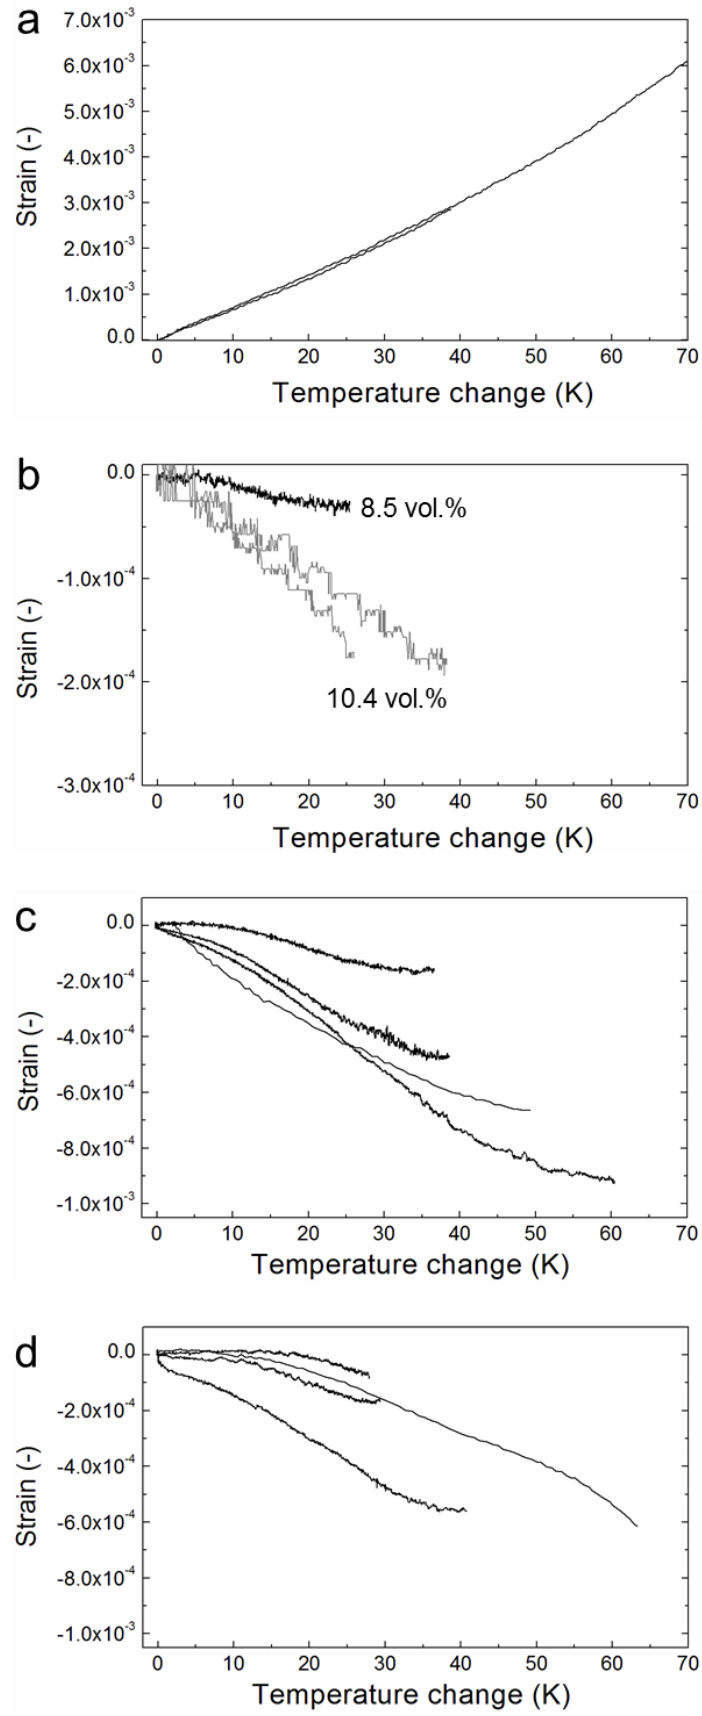 a
7.0x10⁻³
6.0x10⁻³
5.0x10⁻³
4.0x10⁻³
3.0x10⁻³
2.0x10⁻³
1.0x10⁻³
0.0
Strain (-)
0 10 20 30 40 50 60 70
Temperature change (K)
b
0.0
-1.0x10⁻⁴
-2.0x10⁻⁴
-3.0x10⁻⁴
Strain (-)
8.5 vol.%
10.4 vol.%
0 10 20 30 40 50 60 70
Temperature change (K)
c
0.0
-2.0x10⁻⁴
-4.0x10⁻⁴
-6.0x10⁻⁴
-8.0x10⁻⁴
-1.0x10⁻³
Strain (-)
0 10 20 30 40 50 60 70
Temperature change (K)
d
0.0
-2.0x10⁻⁴
-4.0x10⁻⁴
-6.0x10⁻⁴
-8.0x10⁻⁴
-1.0x10⁻³
Strain (-)
0 10 20 30 40 50 60 70
Temperature change (K)